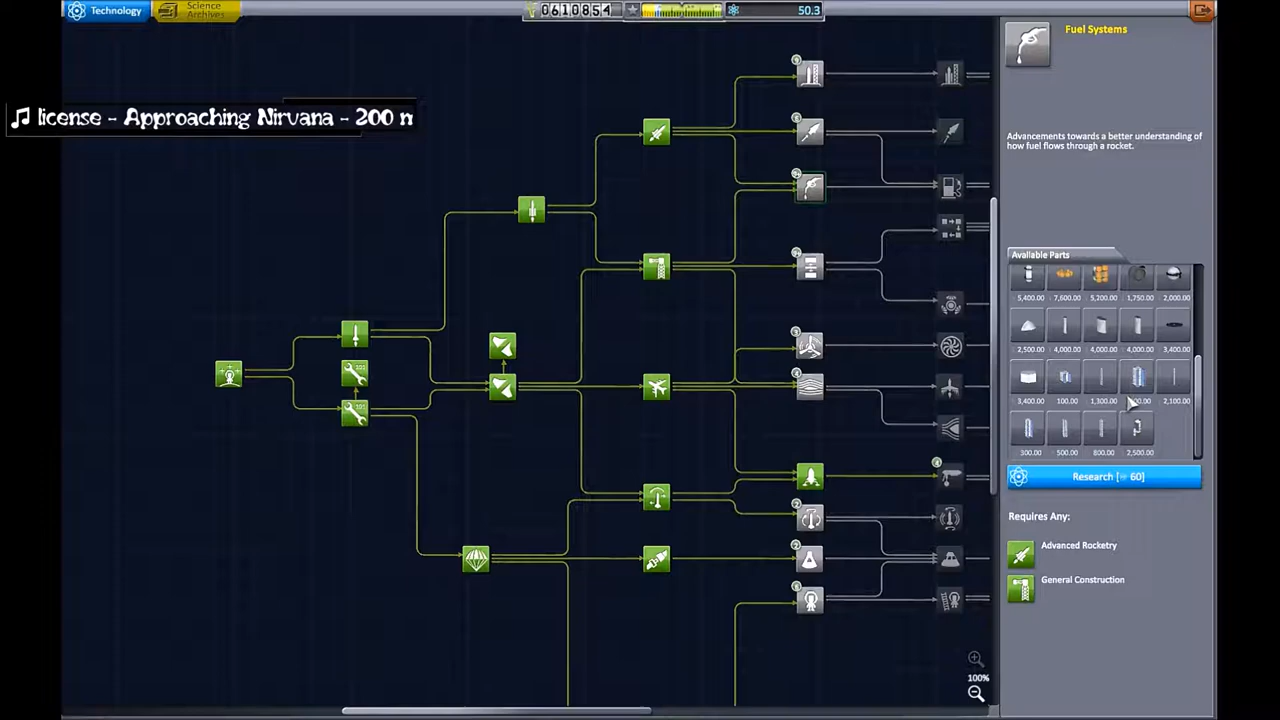 Technology
Science
Archives
0610854
50.3
Fuel Systems
♫ license - Approaching Nirvana - 200 m
Advancements towards a better understanding of
how fuel flows through a rocket.
Available Parts
5,400.00 7,600.00 5,200.00 1,750.00 2,000.00
2,500.00 4,000.00 4,000.00 4,000.00 3,400.00
3,400.00 100.00 1,300.00 2,100.00
300.00 500.00 800.00 2,500.00
Research [ 60]
Requires Any:
Advanced Rocketry
General Construction
100%